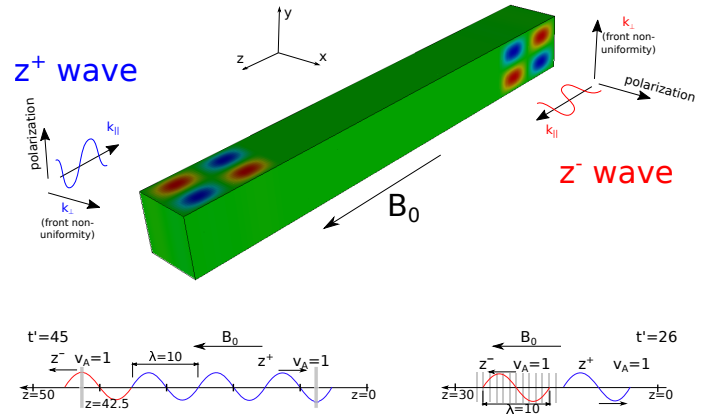 y
z
x
z+ wave
polarization
k||
k⊥
(front non-
uniformity)
k⊥
(front non-
uniformity)
polarization
k||
z- wave
B0
t'=45
B0
z- vA=1
λ=10
z+
vA=1
z=50
z=42.5
z=0
B0
t'=26
z-
vA=1
z+
vA=1
z=30
λ=10
z=0